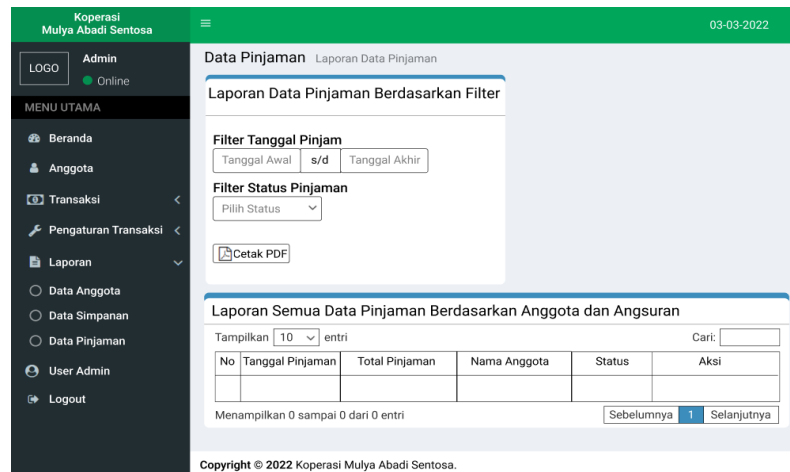 Koperasi
Mulya Abadi Sentosa
03-03-2022
LOGO
Admin
Online
MENU UTAMA
Beranda
Anggota
Transaksi
Pengaturan Transaksi
Laporan
Data Anggota
Data Simpanan
Data Pinjaman
User Admin
Logout
Data Pinjaman Laporan Data Pinjaman
Laporan Data Pinjaman Berdasarkan Filter
Filter Tanggal Pinjam
Tanggal Awal s/d Tanggal Akhir
Filter Status Pinjaman
Pilih Status
Cetak PDF
Laporan Semua Data Pinjaman Berdasarkan Anggota dan Angsuran
Tampilkan 10 entri Cari:
No Tanggal Pinjaman Total Pinjaman Nama Anggota Status Aksi
Menampilkan 0 sampai 0 dari 0 entri Sebelumnya 1 Selanjutnya
Copyright © 2022 Koperasi Mulya Abadi Sentosa.